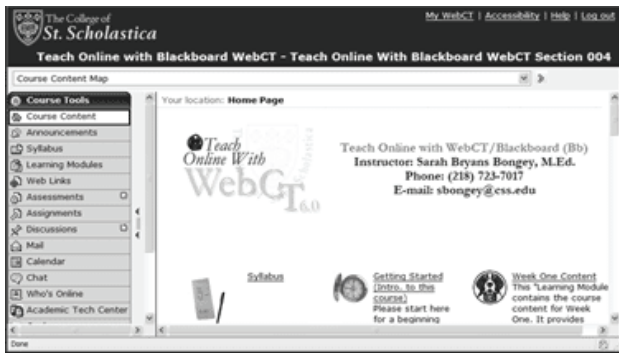 The College of
St. Scholastica
My WebCT | Accessibility | Help | Log out
Teach Online with Blackboard WebCT - Teach Online With Blackboard WebCT Section 004
Course Content Map
Course Tools
Course Content
Announcements
Syllabus
Learning Modules
Web Links
Assessments
Assignments
Discussions
Mail
Calendar
Chat
Who's Online
Academic Tech Center
Your location: Home Page
Teach
Online With
WebCT
6.0
Teach Online with WebCT/Blackboard (Bb)
Instructor: Sarah Bryans Bongey, M.Ed.
Phone: (218) 723-7017
E-mail: sbongey@css.edu
Syllabus
Getting Started
(Intro. to this
course)
Please start here
for a beginning
Week One Content
This "Learning Module
contains the course
content for Week
One. It provides
Done